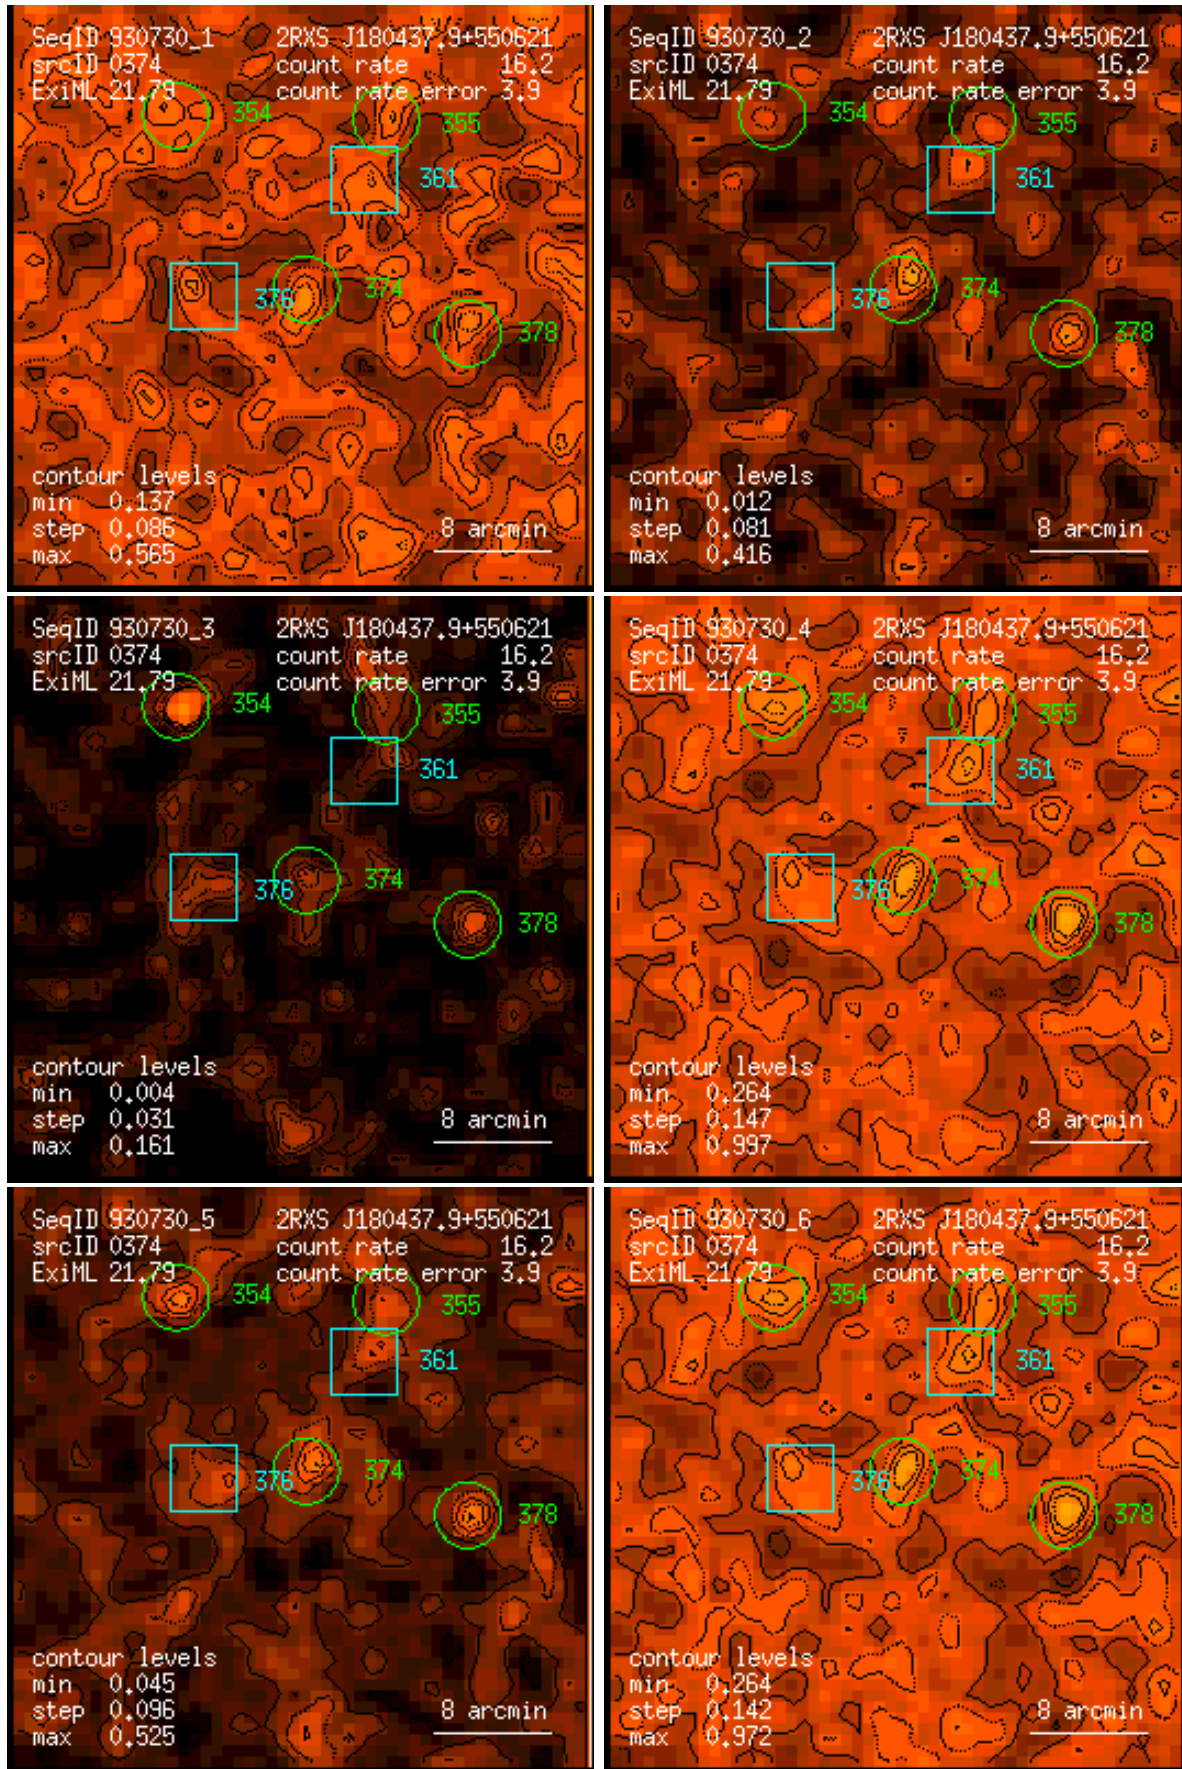 SeqID 930730_1 2RXS J180437.9+550621
srcID 0374 count rate 16.2
ExiML 21.79 count rate error 3.9
354
355
361
376
374
378
contour levels
min 0.137
step 0.086
max 0.565
8 arcmin
SeqID 930730_2 2RXS J180437.9+550621
srcID 0374 count rate 16.2
ExiML 21.79 count rate error 3.9
354
355
361
376
374
378
contour levels
min 0.012
step 0.081
max 0.416
8 arcmin
SeqID 930730_3 2RXS J180437.9+550621
srcID 0374 count rate 16.2
ExiML 21.79 count rate error 3.9
354
355
361
376
374
378
contour levels
min 0.004
step 0.031
max 0.161
8 arcmin
SeqID 930730_4 2RXS J180437.9+550621
srcID 0374 count rate 16.2
ExiML 21.79 count rate error 3.9
354
355
361
376
374
378
contour levels
min 0.264
step 0.147
max 0.997
8 arcmin
SeqID 930730_5 2RXS J180437.9+550621
srcID 0374 count rate 16.2
ExiML 21.79 count rate error 3.9
354
355
361
376
374
378
contour levels
min 0.045
step 0.096
max 0.525
8 arcmin
SeqID 930730_6 2RXS J180437.9+550621
srcID 0374 count rate 16.2
ExiML 21.79 count rate error 3.9
354
355
361
376
374
378
contour levels
min 0.264
step 0.142
max 0.972
8 arcmin